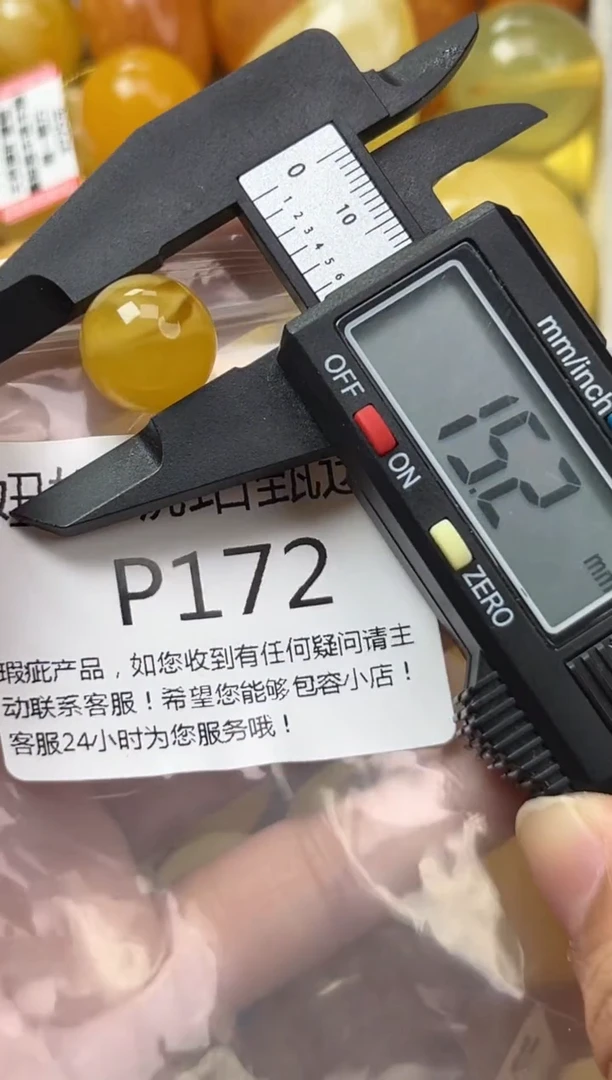 0
10
1 2 3 4 5 6
mm/inch
OFF
15.2
ON
mm
ZERO
P172
瑕疵产品，如您收到有任何疑问请主
动联系客服！希望您能够包容小店！
客服24小时为您服务哦！